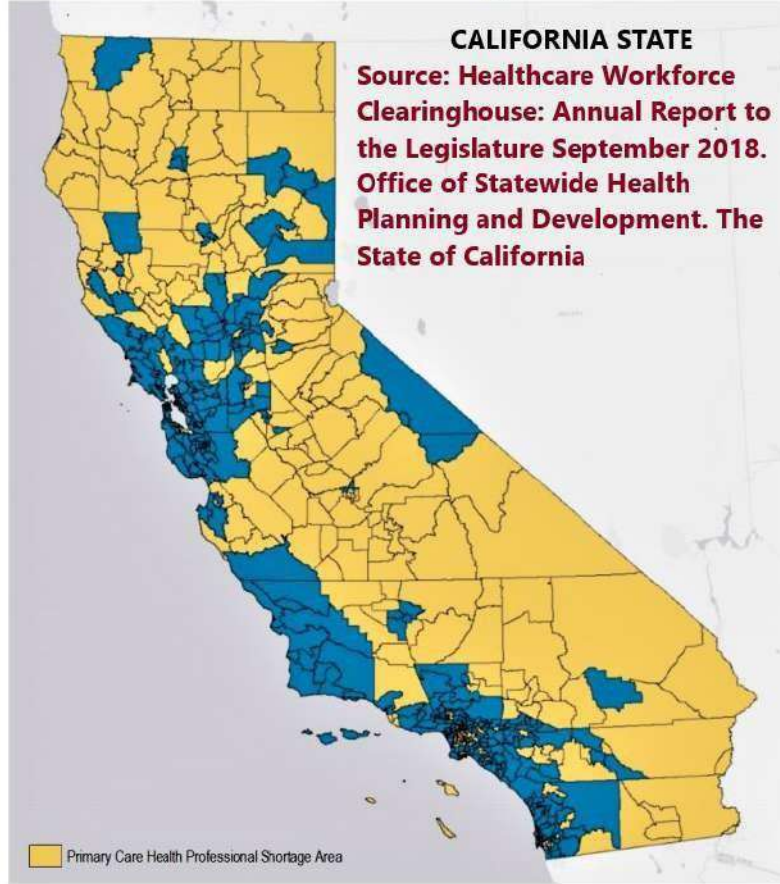 CALIFORNIA STATE
Source: Healthcare Workforce
Clearinghouse: Annual Report to
the Legislature September 2018.
Office of Statewide Health
Planning and Development. The
State of California
Primary Care Health Professional Shortage Area